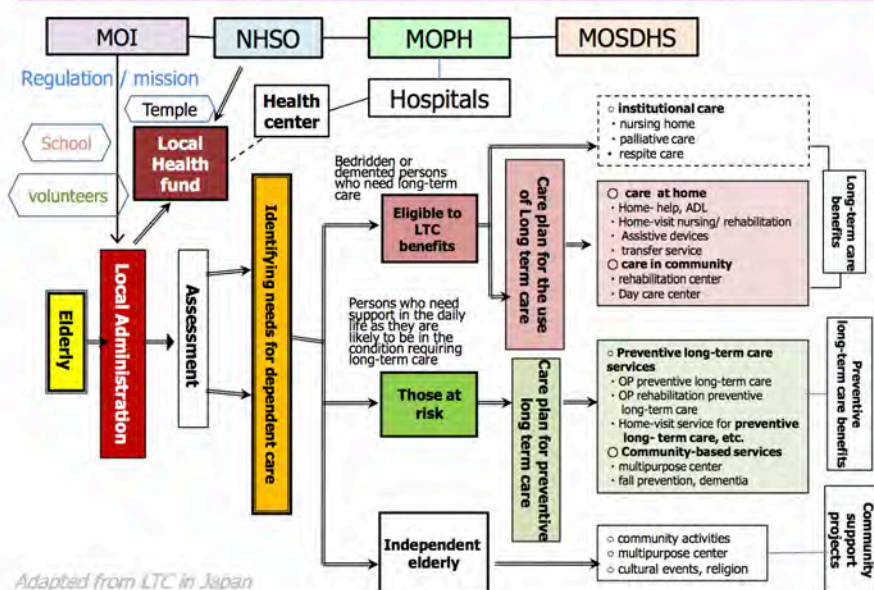 MOI
NHSO
MOPH
MOSDHS
Regulation / mission
Temple
Health
center
Hospitals
School
Local
Health
fund
volunteers
Elderly
Local Administration
Assessment
Identifying needs for dependent care
Bedridden or
demented persons
who need long-term
care
Eligible to
LTC
benefits
Care plan for the use
of Long term care
○ institutional care
· nursing home
· palliative care
• respite care
○ care at home
· Home- help, ADL
· Home-visit nursing/ rehabilitation
· Assistive devices
· transfer service
○ care in community
· rehabilitation center
· Day care center
Long-term care
benefits
Persons who need
support in the daily
life as they are
likely to be in the
condition requiring
long-term care
Those at
risk
Care plan for preventive
long term care
○ Preventive long-term care
services
· OP preventive long-term care
· OP rehabilitation preventive
long-term care
· Home-visit service for preventive
long- term care, etc.
○ Community-based services
· multipurpose center
· fall prevention, dementia
Preventive
long-term care benefits
Independent
elderly
○ community activities
○ multipurpose center
○ cultural events, religion
Community
support
projects
Adapted from LTC in Japan